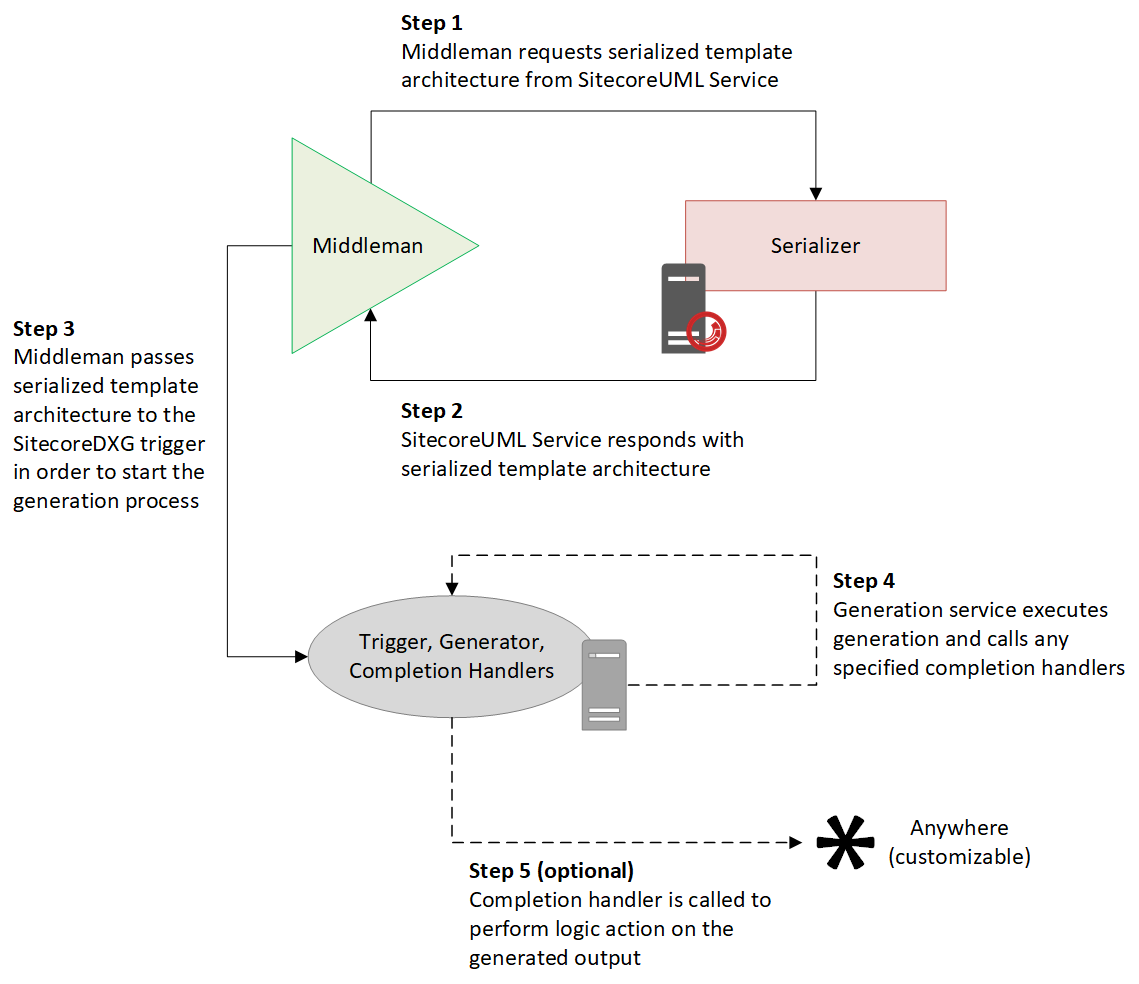 Step 1
Middleman requests serialized template
architecture from SitecoreUML Service
Middleman
Serializer
Step 3
Middleman passes
serialized template
architecture to the
SitecoreDXG trigger
in order to start the
generation process
Step 2
SitecoreUML Service responds with
serialized template architecture
Step 4
Generation service executes
generation and calls any
specified completion handlers
Trigger, Generator,
Completion Handlers
Anywhere
(customizable)
Step 5 (optional)
Completion handler is called to
perform logic action on the
generated output